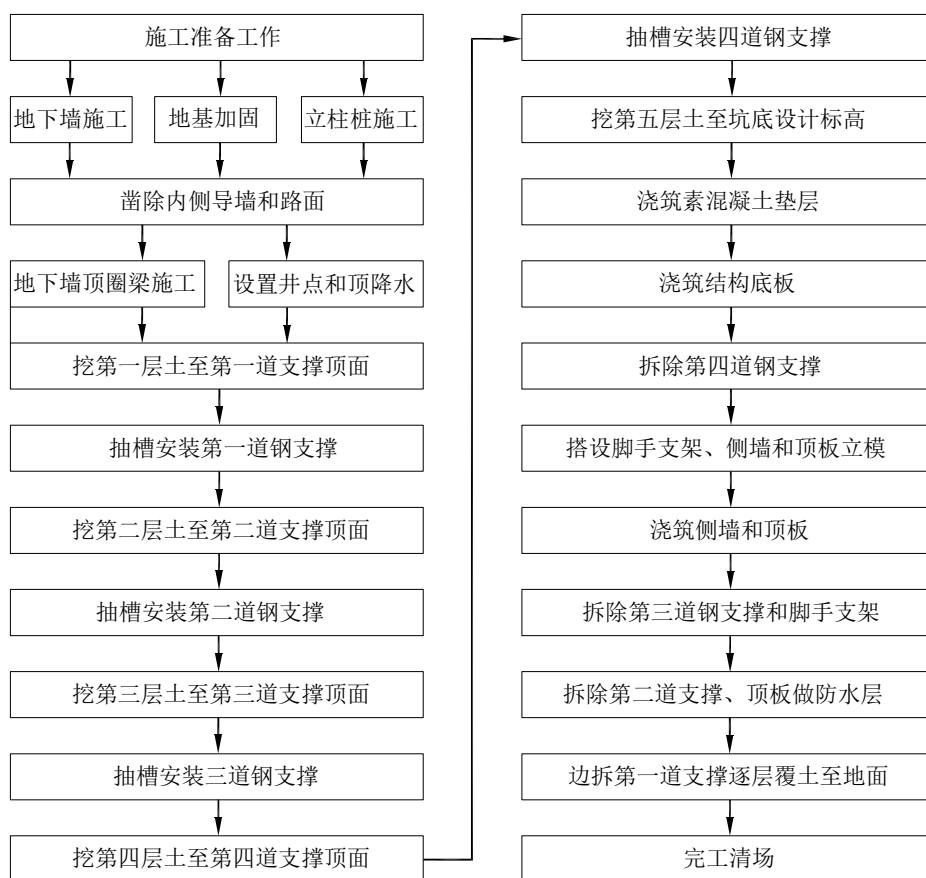 施工准备工作
地下墙施工
地基加固
立柱桩施工
凿除内侧导墙和路面
地下墙顶圈梁施工
设置井点和顶降水
挖第一层土至第一道支撑顶面
抽槽安装第一道钢支撑
挖第二层土至第二道支撑顶面
抽槽安装第二道钢支撑
挖第三层土至第三道支撑顶面
抽槽安装三道钢支撑
挖第四层土至第四道支撑顶面
抽槽安装四道钢支撑
挖第五层土至坑底设计标高
浇筑素混凝土垫层
浇筑结构底板
拆除第四道钢支撑
搭设脚手支架、侧墙和顶板立模
浇筑侧墙和顶板
拆除第三道钢支撑和脚手支架
拆除第二道支撑、顶板做防水层
边拆第一道支撑逐层覆土至地面
完工清场